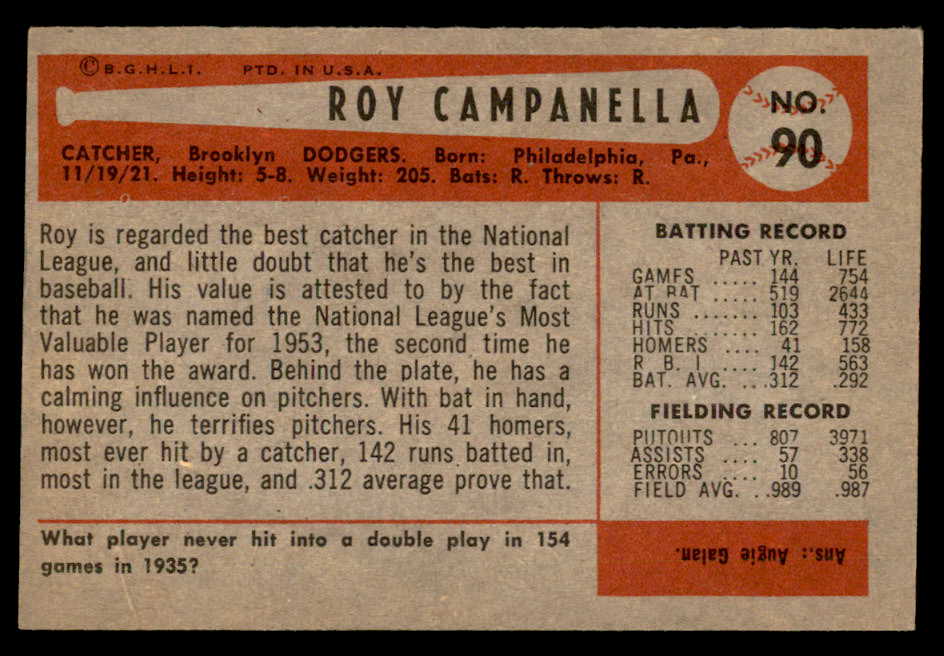 © B.G.H.L.I. PTD. IN U.S.A.
ROY CAMPANELLA
NO.
90
CATCHER, Brooklyn DODGERS. Born: Philadelphia, Pa.,
11/19/21. Height: 5-8. Weight: 205. Bats: R. Throws: R.
Roy is regarded the best catcher in the National
League, and little doubt that he's the best in
baseball. His value is attested to by the fact
that he was named the National League's Most
Valuable Player for 1953, the second time he
has won the award. Behind the plate, he has a
calming influence on pitchers. With bat in hand,
however, he terrifies pitchers. His 41 homers,
most ever hit by a catcher, 142 runs batted in,
most in the league, and .312 average prove that.
BATTING RECORD
PAST YR. LIFE
GAMES ..... 144 754
AT BAT ..... 519 2644
RUNS ....... 103 433
HITS ....... 162 772
HOMERS .... 41 158
R. B. I. .... 142 563
BAT. AVG. ... .312 .292
FIELDING RECORD
PUTOUTS ... 807 3971
ASSISTS .... 57 338
ERRORS .... 10 56
FIELD AVG. . .989 .987
What player never hit into a double play in 154
games in 1935?
Ans.: Augie Galan.